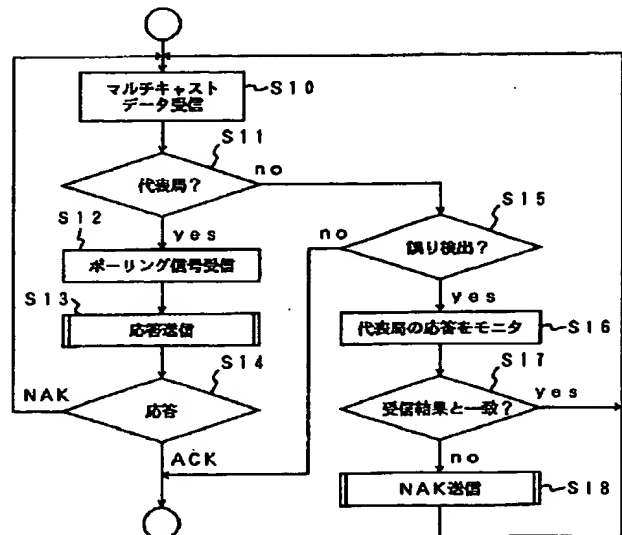 マルチキャスト
データ受信
S10
S11
代表局？
no
yes
S12
ポーリング信号受信
S13
応答送信
S14
応答
NAK
ACK
S15
no
誤り検出？
yes
代表局の応答をモニタ
S16
S17
受信結果と一致？
yes
no
NAK送信
S18